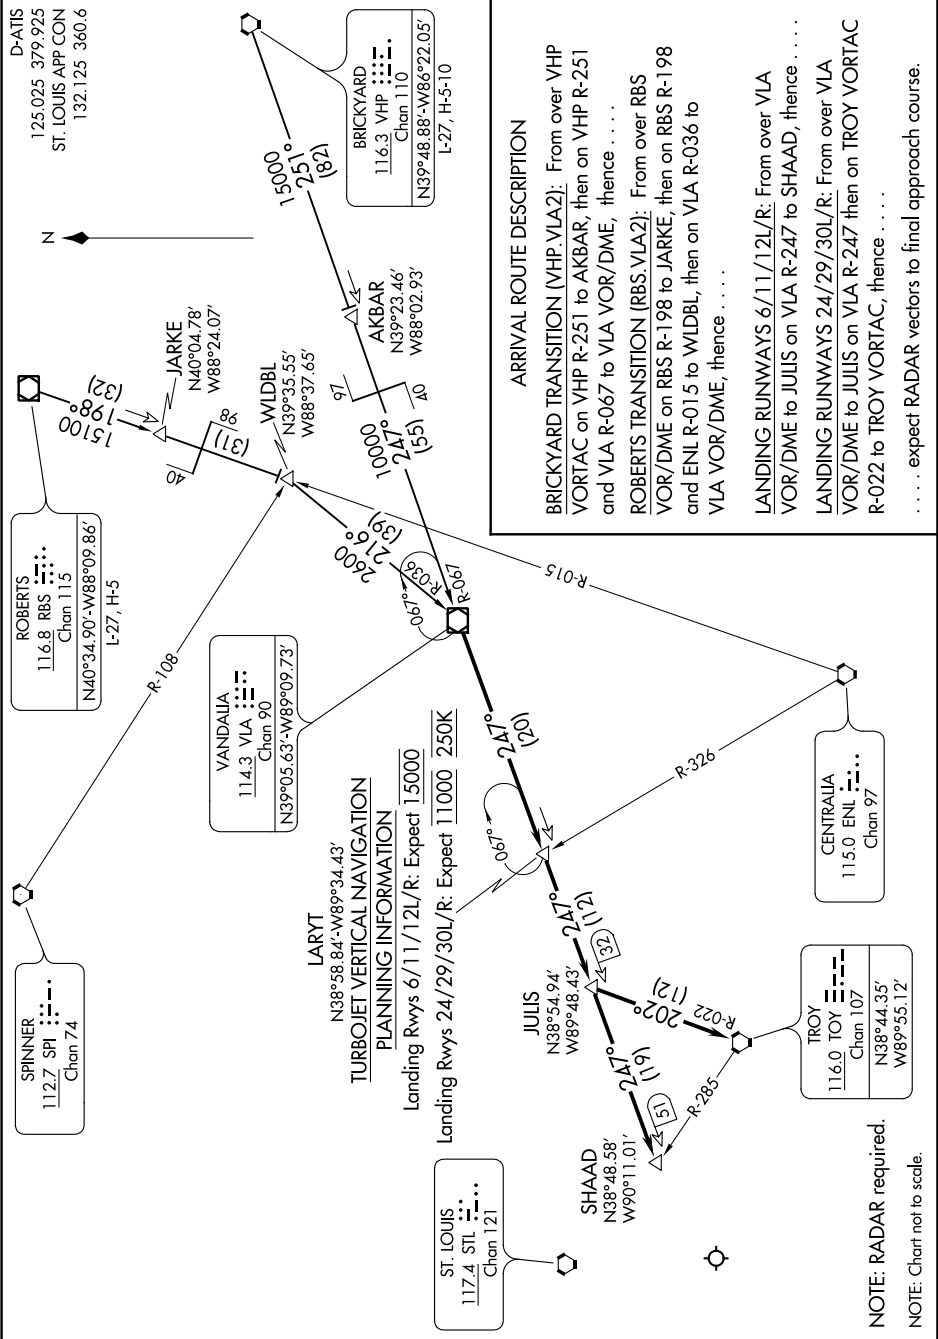 D-ATIS
125.025 379.925
ST. LOUIS APP CON
132.125 360.6
N
BRICKYARD
116.3 VHP
Chan 110
N39°48.88'-W86°22.05'
L-27, H-5-10
15000
251°
(82)
AKBAR
N39°23.46'
W88°02.93'
97
40
10000
247°
(55)
ROBERTS
116.8 RBS
Chan 115
N40°34.90'-W88°09.86'
L-27, H-5
15100
198°
(32)
JARKE
N40°04.78'
W88°24.07'
40
98
(31)
WLDBL
N39°35.55'
W88°37.65'
2600
216°
(39)
R-036
R-067
067°
R-015
R-108
SPINNER
112.7 SPI
Chan 74
VANDALIA
114.3 VLA
Chan 90
N39°05.63'-W89°09.73'
247°
(20)
LARYT
N38°58.84'-W89°34.43'
TURBOJET VERTICAL NAVIGATION
PLANNING INFORMATION
Landing Rwys 6/11/12L/R: Expect 15000
Landing Rwys 24/29/30L/R: Expect 11000 250K
067°
R-326
CENTRALIA
115.0 ENL
Chan 97
247°
(12)
32
JULIS
N38°54.94'
W89°48.43'
202°
(12)
R-022
TROY
116.0 TOY
Chan 107
N38°44.35'
W89°55.12'
247°
(19)
51
R-285
SHAAD
N38°48.58'
W90°11.01'
ST. LOUIS
117.4 STL
Chan 121
NOTE: RADAR required.
NOTE: Chart not to scale.
ARRIVAL ROUTE DESCRIPTION
BRICKYARD TRANSITION (VHP.VLA2): From over VHP
VORTAC on VHP R-251 to AKBAR, then on VHP R-251
and VLA R-067 to VLA VOR/DME, thence . . . .
ROBERTS TRANSITION (RBS.VLA2): From over RBS
VOR/DME on RBS R-198 to JARKE, then on RBS R-198
and ENL R-015 to WLDBL, then on VLA R-036 to
VLA VOR/DME, thence . . . .
LANDING RUNWAYS 6/11/12L/R: From over VLA
VOR/DME to JULIS on VLA R-247 to SHAAD, thence . . . .
LANDING RUNWAYS 24/29/30L/R: From over VLA
VOR/DME to JULIS on VLA R-247 then on TROY VORTAC
R-022 to TROY VORTAC, thence . . . .
. . . . expect RADAR vectors to final approach course.